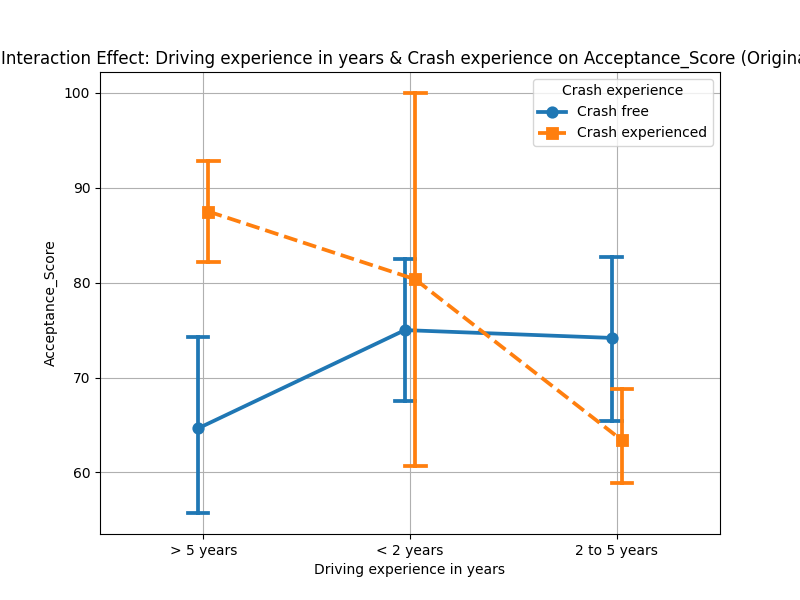 Interaction Effect: Driving experience in years & Crash experience on Acceptance_Score (Origina
Crash experience
Crash free
Crash experienced
100
90
80
70
60
Acceptance_Score
> 5 years
< 2 years
2 to 5 years
Driving experience in years